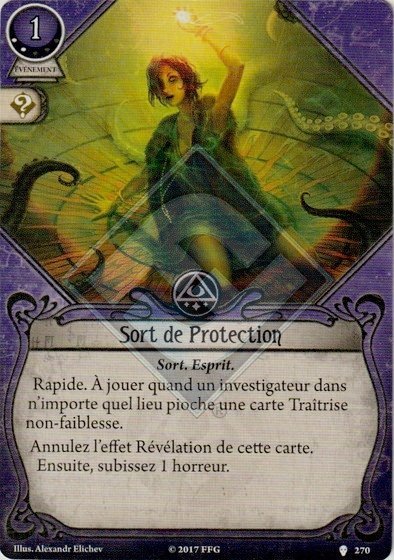 1
ÉVÉNEMENT
?
Sort de Protection
Sort. Esprit.
Rapide. À jouer quand un investigateur dans
n'importe quel lieu pioche une carte Traîtrise
non-faiblesse.
Annulez l'effet Révélation de cette carte.
Ensuite, subissez 1 horreur.
Illus. Alexandr Elichev
© 2017 FFG
270